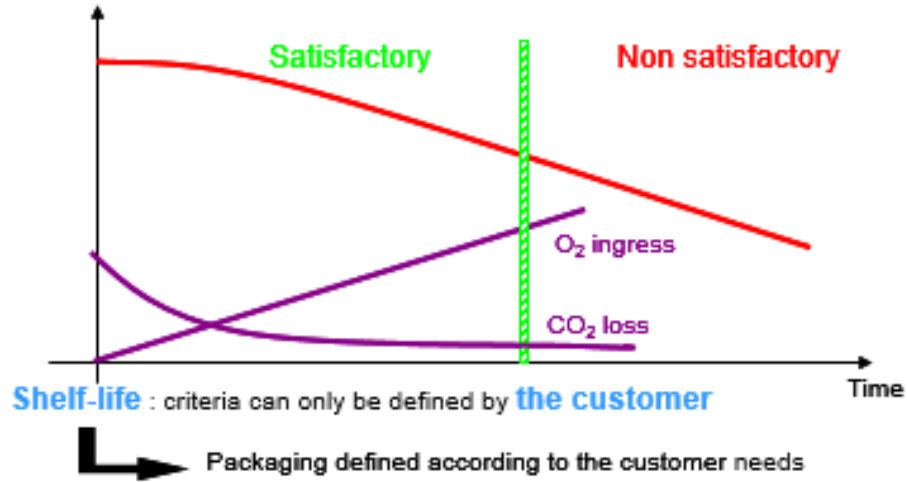 Satisfactory
Non satisfactory
O₂ ingress
CO₂ loss
Time
Shelf-life : criteria can only be defined by the customer
Packaging defined according to the customer needs